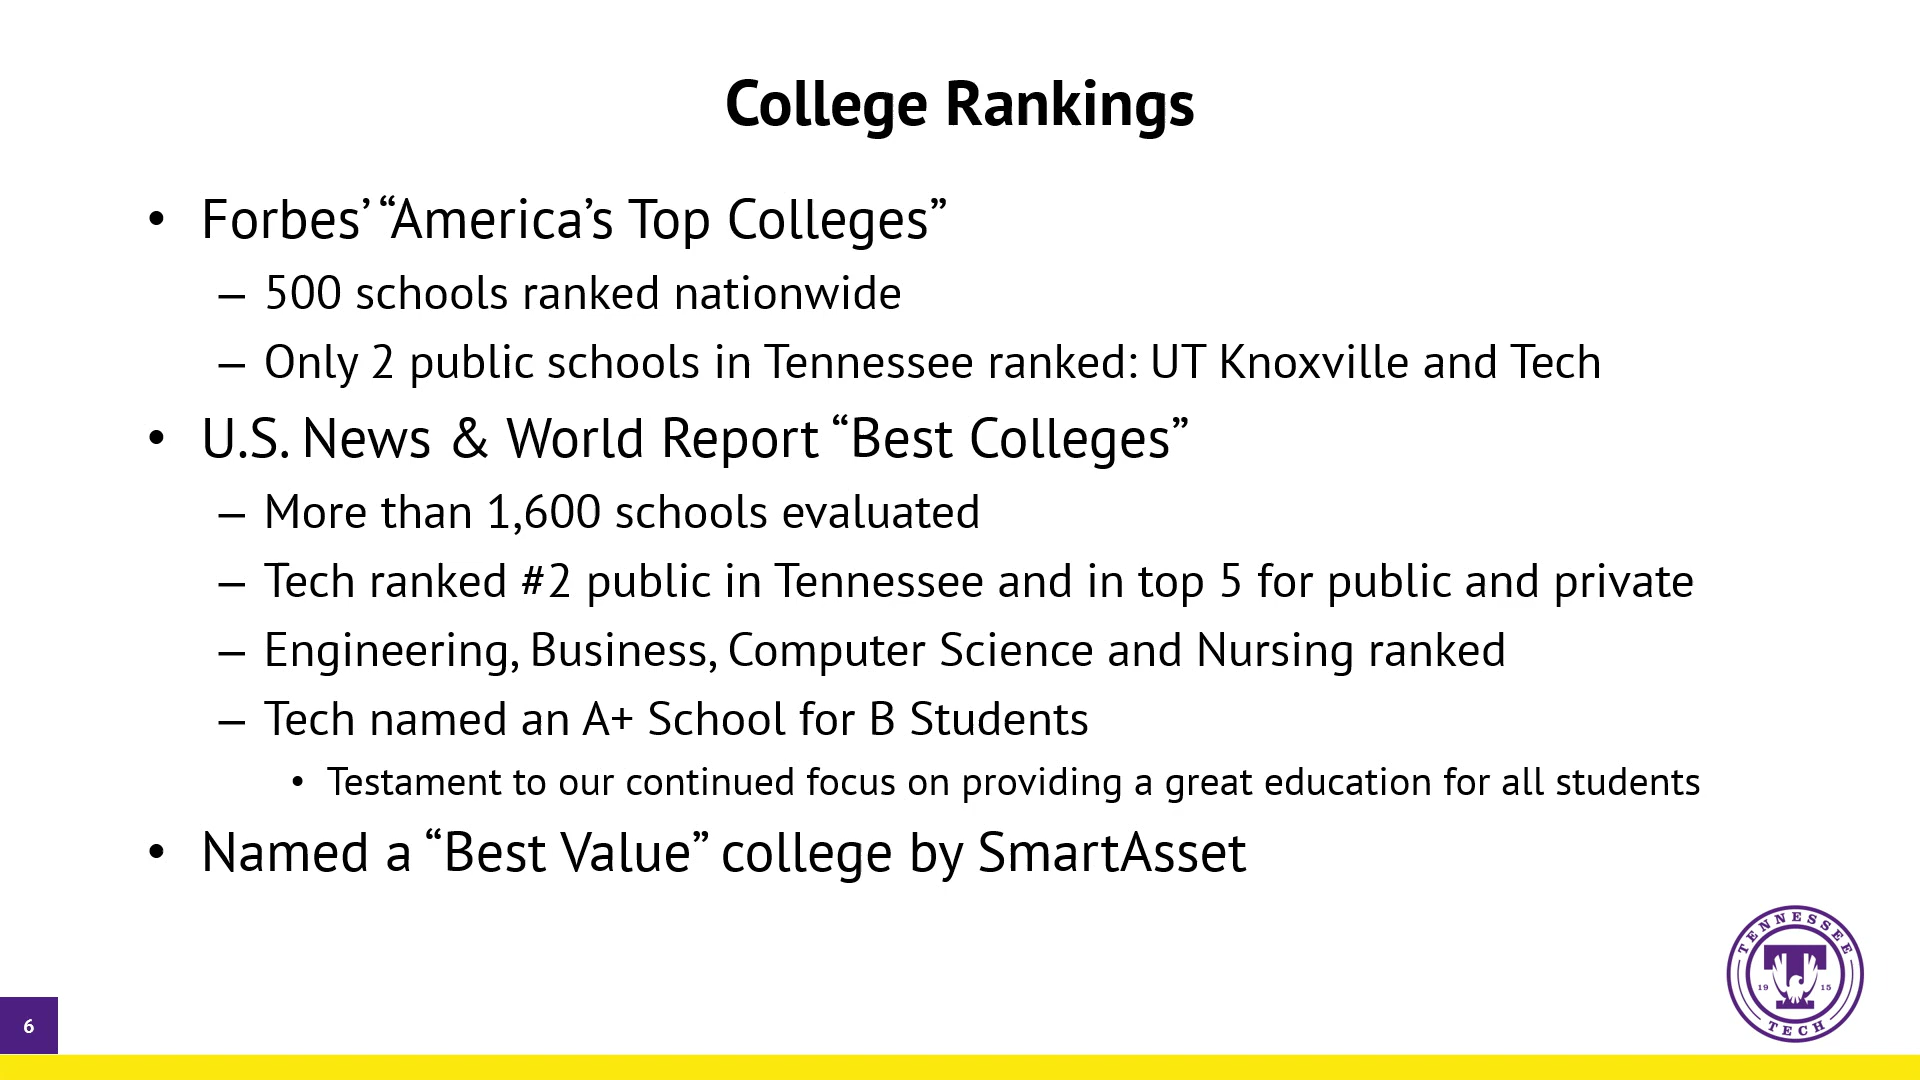 College Rankings
• Forbes’ “America’s Top Colleges”
– 500 schools ranked nationwide
– Only 2 public schools in Tennessee ranked: UT Knoxville and Tech
• U.S. News & World Report “Best Colleges”
– More than 1,600 schools evaluated
– Tech ranked #2 public in Tennessee and in top 5 for public and private
– Engineering, Business, Computer Science and Nursing ranked
– Tech named an A+ School for B Students
• Testament to our continued focus on providing a great education for all students
• Named a “Best Value” college by SmartAsset
TENNESSEE
T
19 15
TECH
6